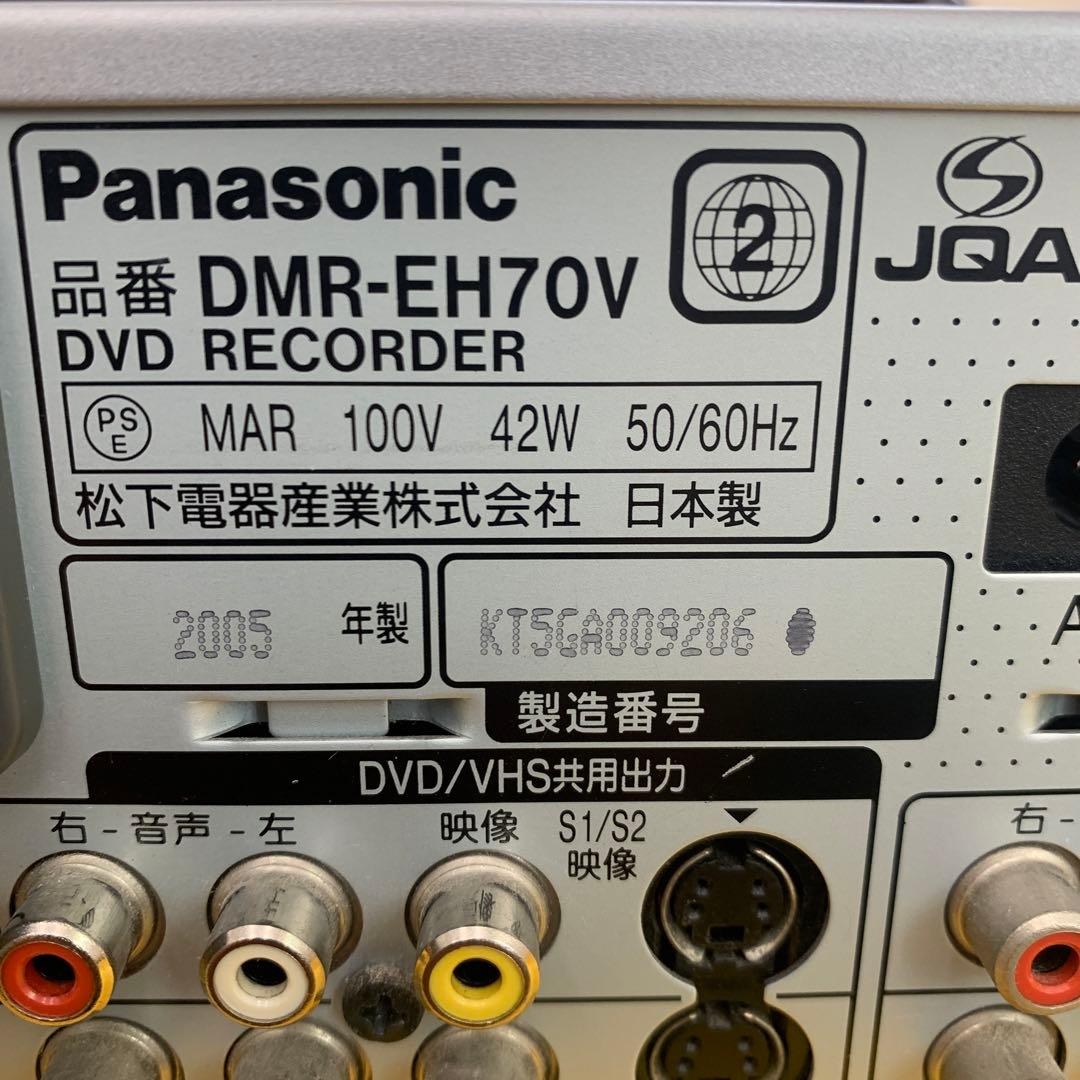 Panasonic
2
JQA
品番 DMR-EH70V
DVD RECORDER
PS E MAR 100V 42W 50/60Hz
松下電器産業株式会社 日本製
2005 年製
KT5GA009206
製造番号
A
DVD/VHS共用出力
右 - 音声 - 左
映像
S1/S2
映像
右 -